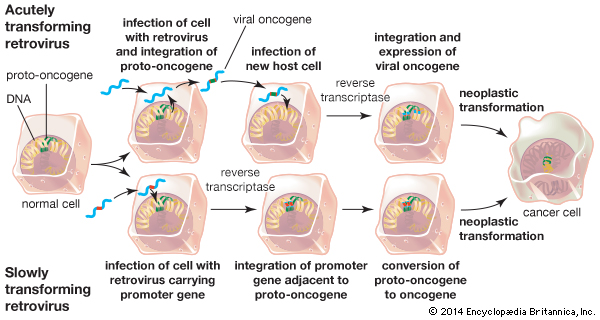 Acutely
transforming
retrovirus
infection of cell
with retrovirus
and integration of
proto-oncogene
viral oncogene
infection of
new host cell
integration and
expression of
viral oncogene
reverse
transcriptase
neoplastic
transformation
proto-oncogene
DNA
normal cell
reverse
transcriptase
cancer cell
neoplastic
transformation
Slowly
transforming
retrovirus
infection of cell with
retrovirus carrying
promoter gene
integration of promoter
gene adjacent to
proto-oncogene
conversion of
proto-oncogene
to oncogene
© 2014 Encyclopædia Britannica, Inc.